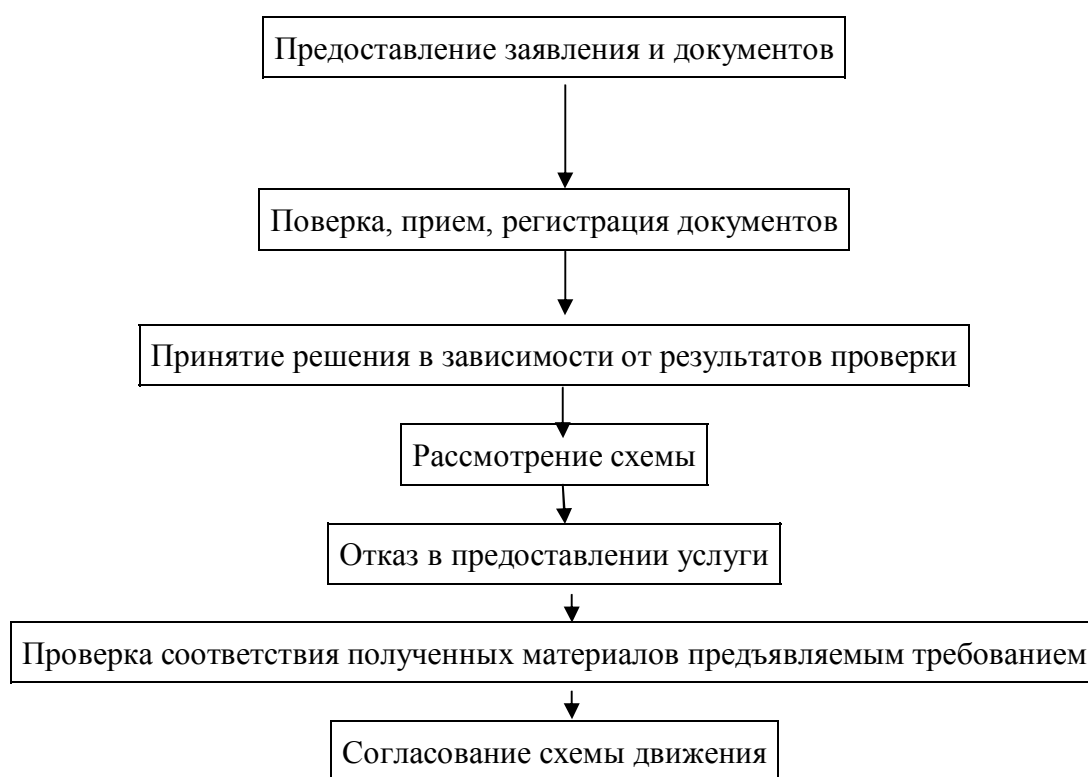 Предоставление заявления и документов
Поверка, прием, регистрация документов
Принятие решения в зависимости от результатов проверки
Рассмотрение схемы
Отказ в предоставлении услуги
Проверка соответствия полученных материалов предъявляемым требованием
Согласование схемы движения